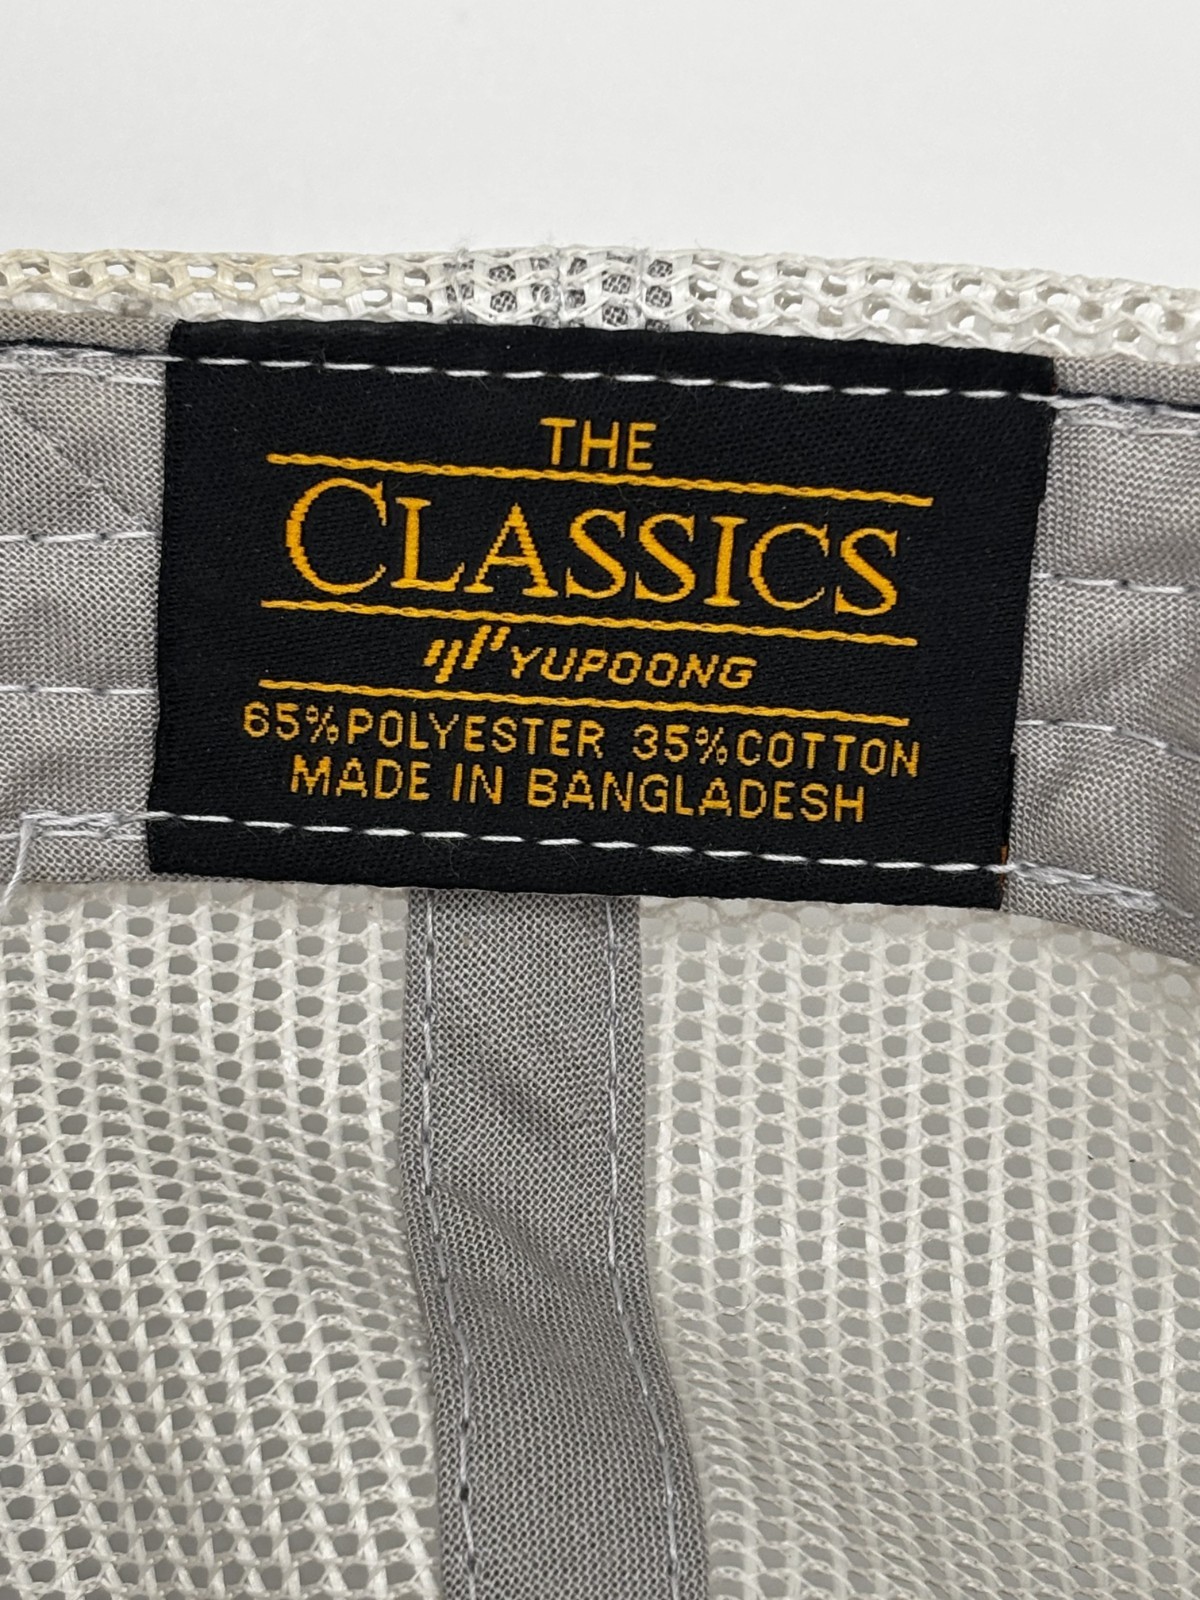 THE
CLASSICS
YUPOONG
65%POLYESTER 35%COTTON
MADE IN BANGLADESH